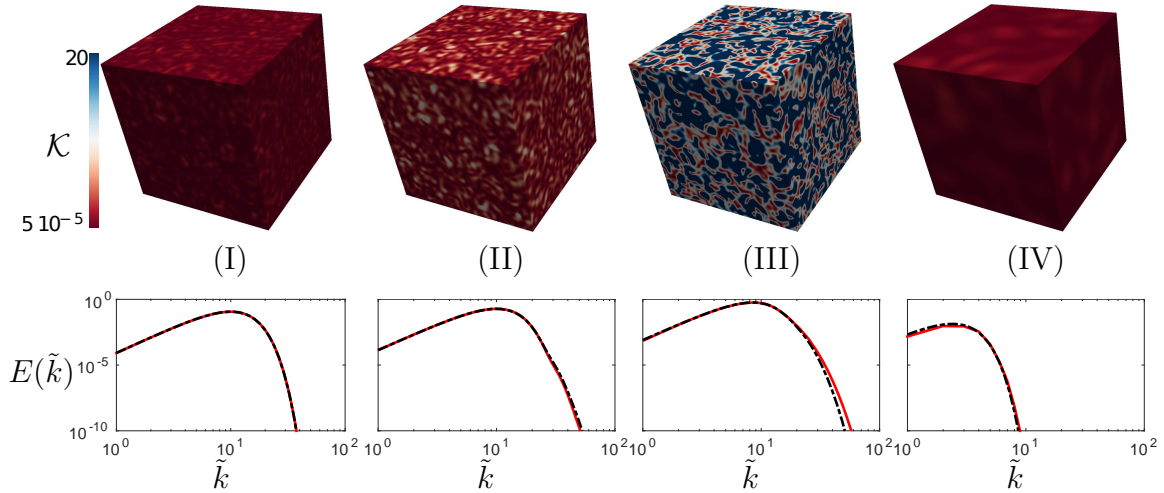 20
𝒦
5 10⁻⁵
(I) (II) (III) (IV)
10⁰
10⁻⁵
10⁻¹⁰
E(k̃)
10⁰ 10¹ 10² 10⁰ 10¹ 10² 10⁰ 10¹ 10² 10⁰ 10¹ 10²
k̃ k̃ k̃ k̃